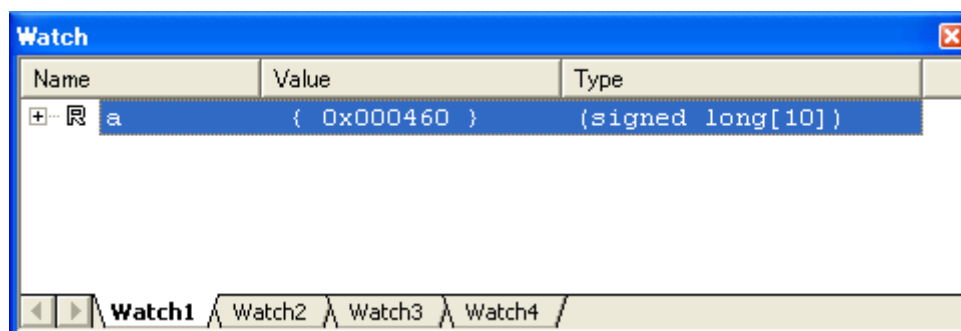 Watch
Name Value Type
R a { 0x000460 } (signed long[10])
Watch1 Watch2 Watch3 Watch4